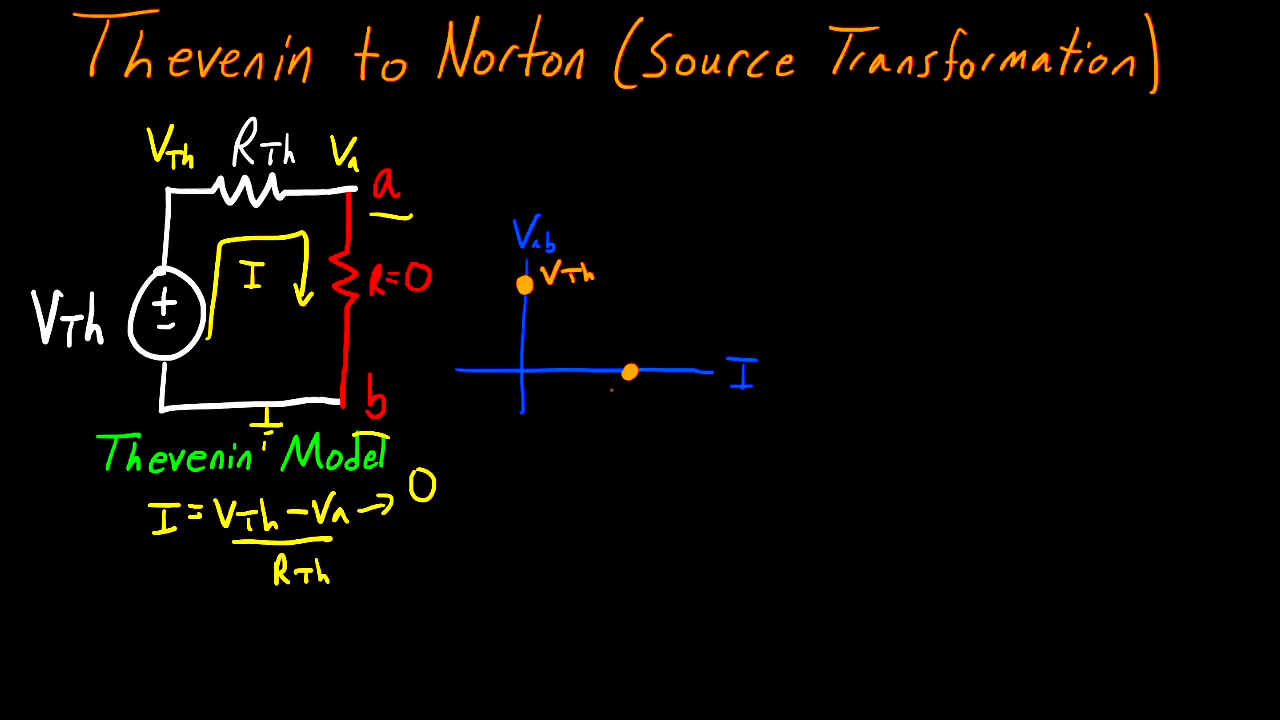 Thevenin to Norton (Source Transformation)
VTh RTh Va
a
I
R=0
VTh
+
-
b
Vab
VTh
I
Thevenin Model
I = VTh - Va → 0
RTh